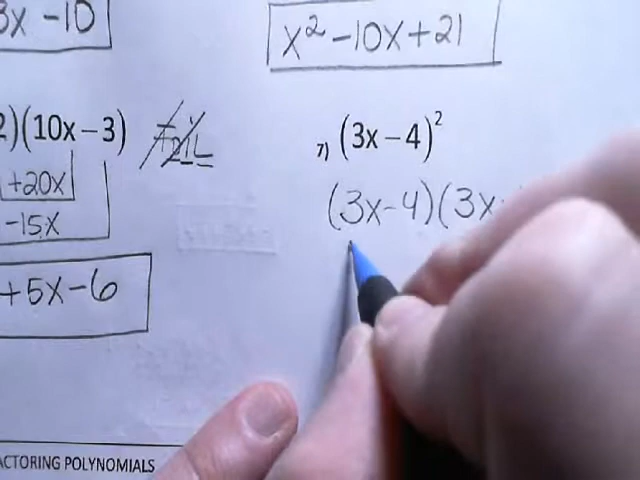 3x - 10
x² - 10x + 21
2)(10x - 3)
+20x
-15x
+5x - 6
7) (3x - 4)²
(3x - 4)(3x
ACTORING POLYNOMIALS